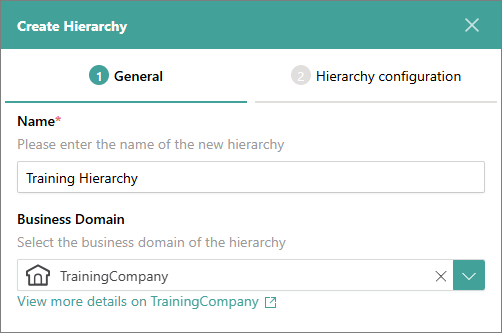 Create Hierarchy
1 General
2 Hierarchy configuration
Name*
Please enter the name of the new hierarchy
Training Hierarchy
Business Domain
Select the business domain of the hierarchy
TrainingCompany
View more details on TrainingCompany